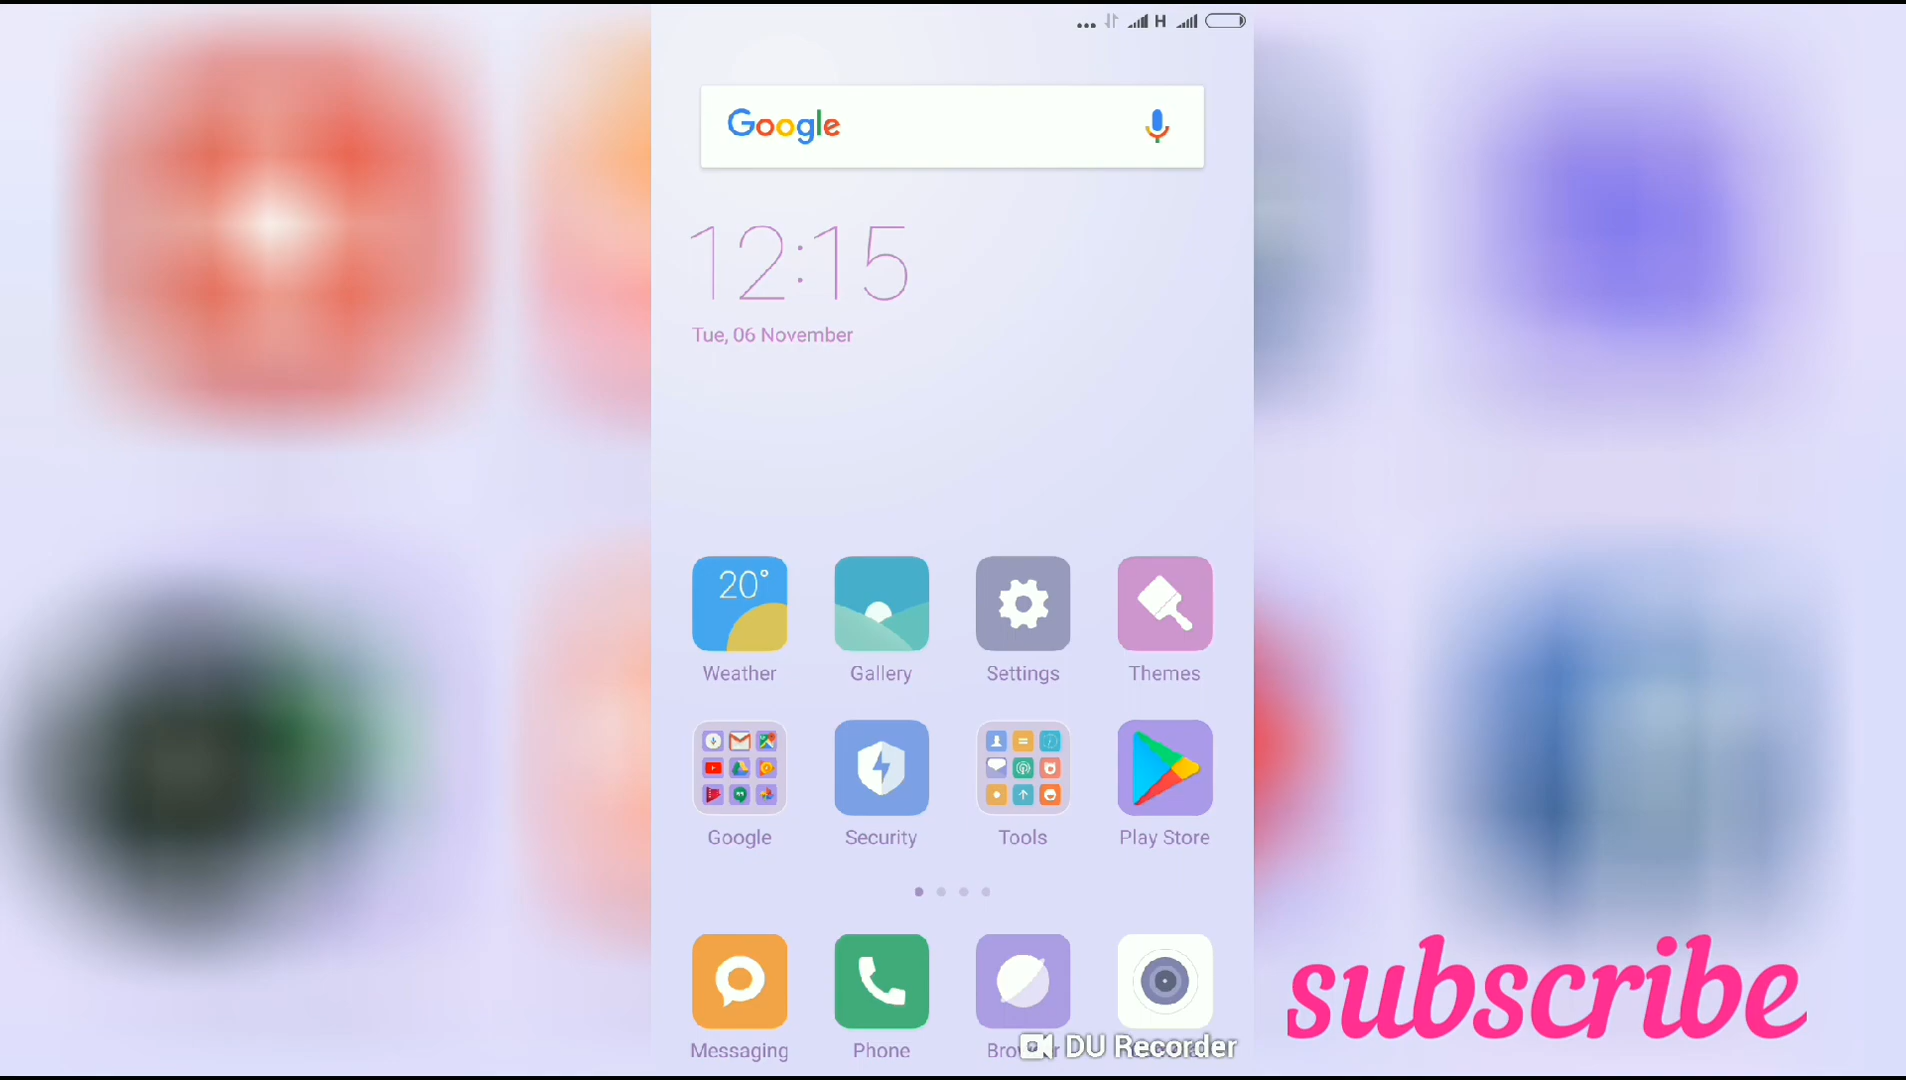 H
Google
12:15
Tue, 06 November
20°
Weather
Gallery
Settings
Themes
Google
Security
Tools
Play Store
subscribe
Messaging
Phone
DU Recorder